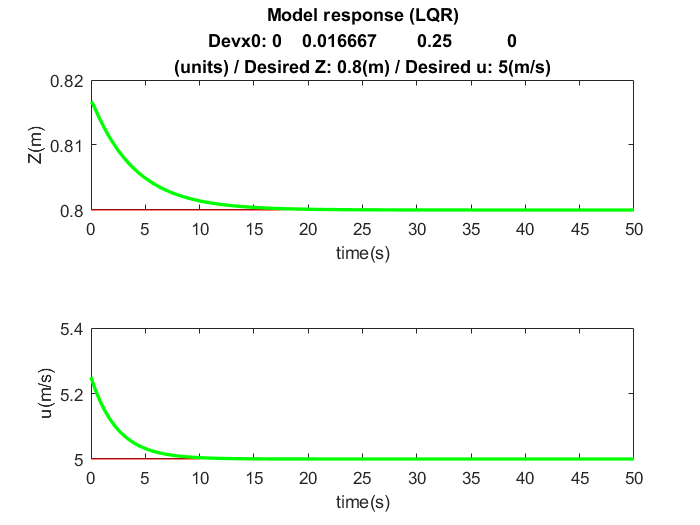 Model response (LQR)
Devx0: 0 0.016667 0.25 0
(units) / Desired Z: 0.8(m) / Desired u: 5(m/s)
0.82
0.81
0.8
Z(m)
0 5 10 15 20 25 30 35 40 45 50
time(s)
5.4
5.2
5
u(m/s)
0 5 10 15 20 25 30 35 40 45 50
time(s)